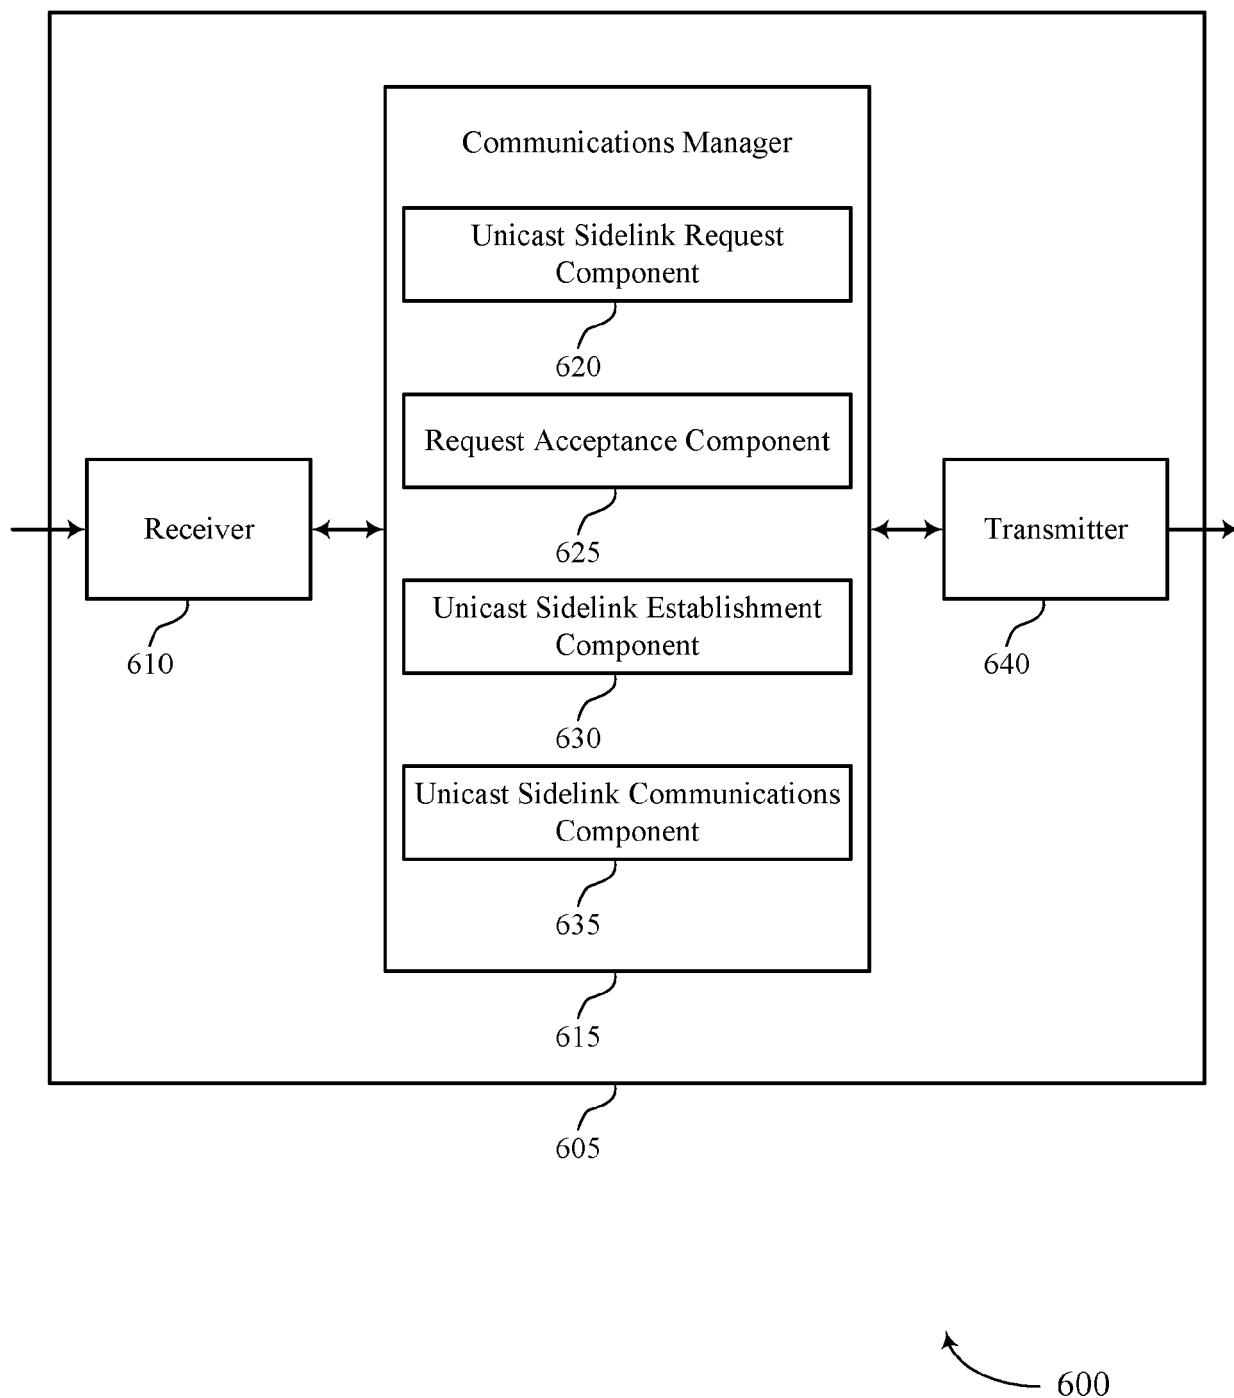 Communications Manager
Unicast Sidelink Request
Component
620
Request Acceptance Component
625
Receiver
610
Transmitter
640
Unicast Sidelink Establishment
Component
630
Unicast Sidelink Communications
Component
635
615
605
600